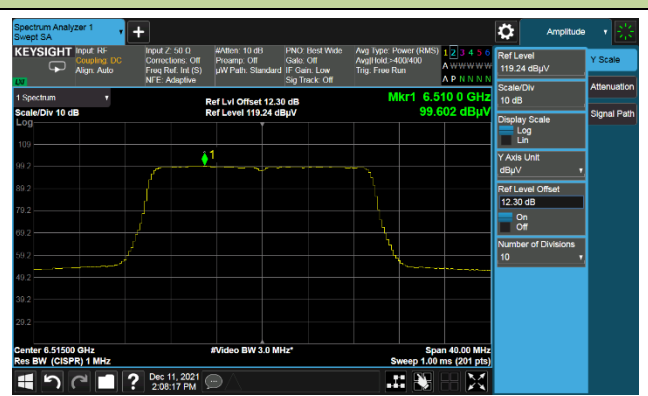 Spectrum Analyzer 1
Swept SA
+
Amplitude
KEYSIGHT
Input: RF
Coupling: DC
Align: Auto
Input Z: 50 Ω
Corrections: Off
Freq Ref: Int (S)
NFE: Adaptive
#Atten: 10 dB
Preamp: Off
µW Path: Standard
PNO: Best Wide
Gate: Off
IF Gain: Low
Sig Track: Off
Avg Type: Power (RMS)
Avg|Hold:>400/400
Trig: Free Run
1 2 3 4 5 6
A W W W W W
A P N N N N
1 Spectrum
Scale/Div 10 dB
Log
Ref Lvl Offset 12.30 dB
Ref Level 119.24 dBµV
Mkr1 6.510 0 GHz
99.602 dBµV
109
99.2
89.2
79.2
69.2
59.2
49.2
39.2
29.2
1
Center 6.51500 GHz
Res BW (CISPR) 1 MHz
#Video BW 3.0 MHz*
Span 40.00 MHz
Sweep 1.00 ms (201 pts)
Ref Level
119.24 dBµV
Scale/Div
10 dB
Display Scale
Log
Lin
Y Axis Unit
dBµV
Ref Level Offset
12.30 dB
On
Off
Number of Divisions
10
Y Scale
Attenuation
Signal Path
?
Dec 11, 2021
2:08:17 PM